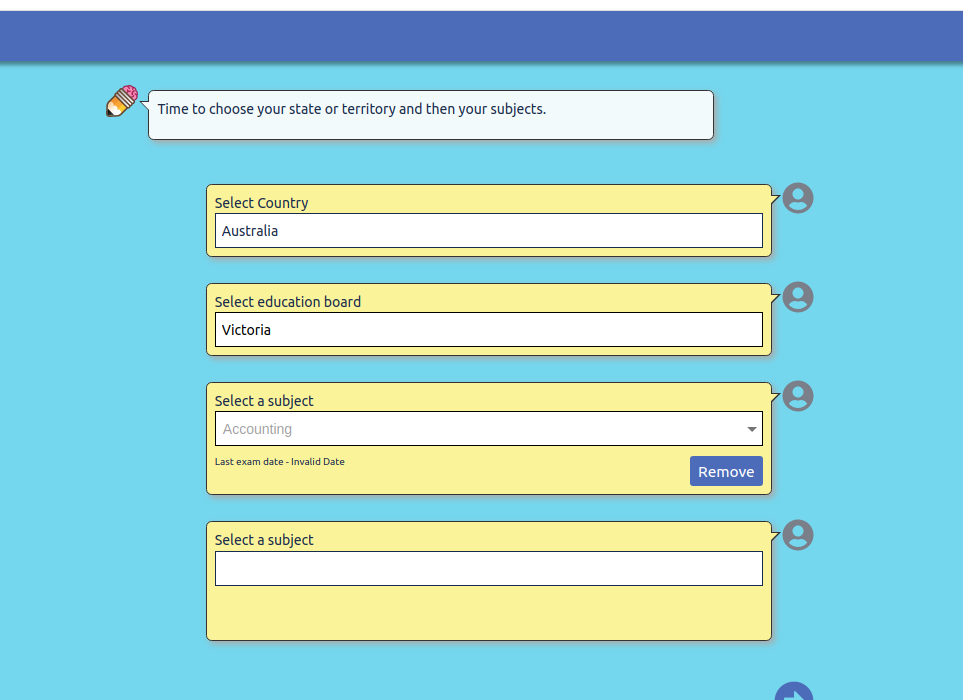 Time to choose your state or territory and then your subjects.
Select Country
Australia
Select education board
Victoria
Select a subject
Accounting
Last exam date - Invalid Date
Remove
Select a subject